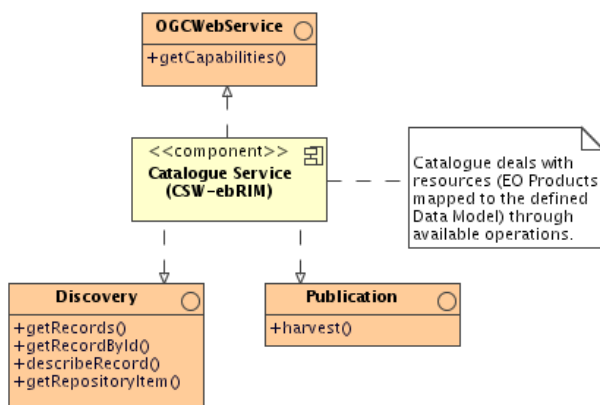 OGCWebService
+getCapabilities()
<<component>>
Catalogue Service
(CSW-ebRIM)
Catalogue deals with
resources (EO Products
mapped to the defined
Data Model) through
available operations.
Discovery
+getRecords()
+getRecordById()
+describeRecord()
+getRepositoryItem()
Publication
+harvest()